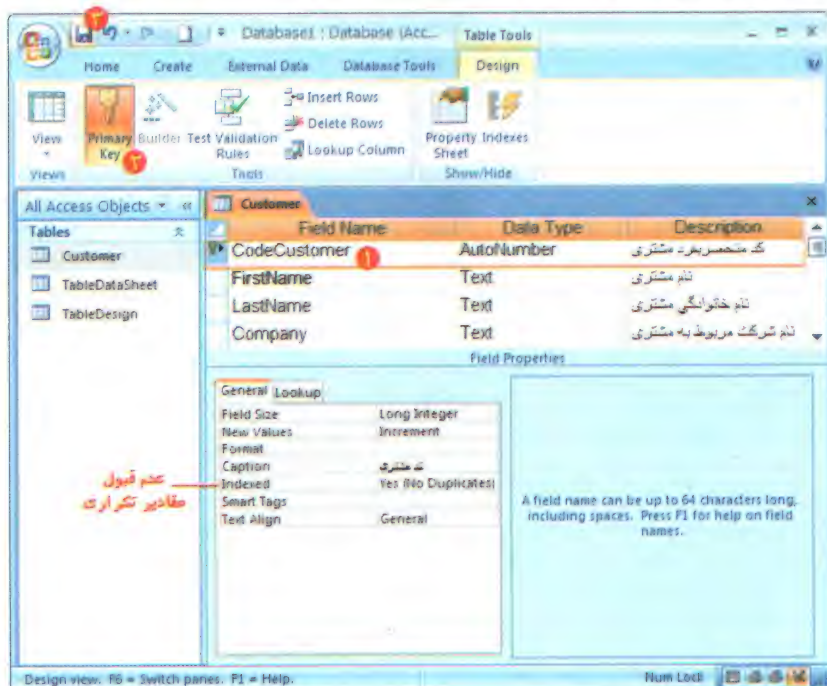 ۳
Database1 : Database (Acc... Table Tools
Home Create External Data Database Tools Design
View
Primary Key
Builder
Test Validation Rules
Insert Rows
Delete Rows
Lookup Column
Property Sheet
Indexes
۲
Views Tools Show/Hide
All Access Objects
Customer
Tables
Customer
TableDataSheet
TableDesign
Field Name Data Type Description
CodeCustomer ۱ AutoNumber کد منحصربفرد مشتری
FirstName Text نام مشتری
LastName Text نام خانوادگی مشتری
Company Text نام شرکت مربوط به مشتری
Field Properties
General Lookup
Field Size Long Integer
New Values Increment
Format
Caption کد مشتری
Indexed Yes (No Duplicates)
Smart Tags
Text Align General
عدم قبول
مقادیر تکراری
A field name can be up to 64 characters long,
including spaces. Press F1 for help on field
names.
Design view. F6 = Switch panes. F1 = Help. Num Lock